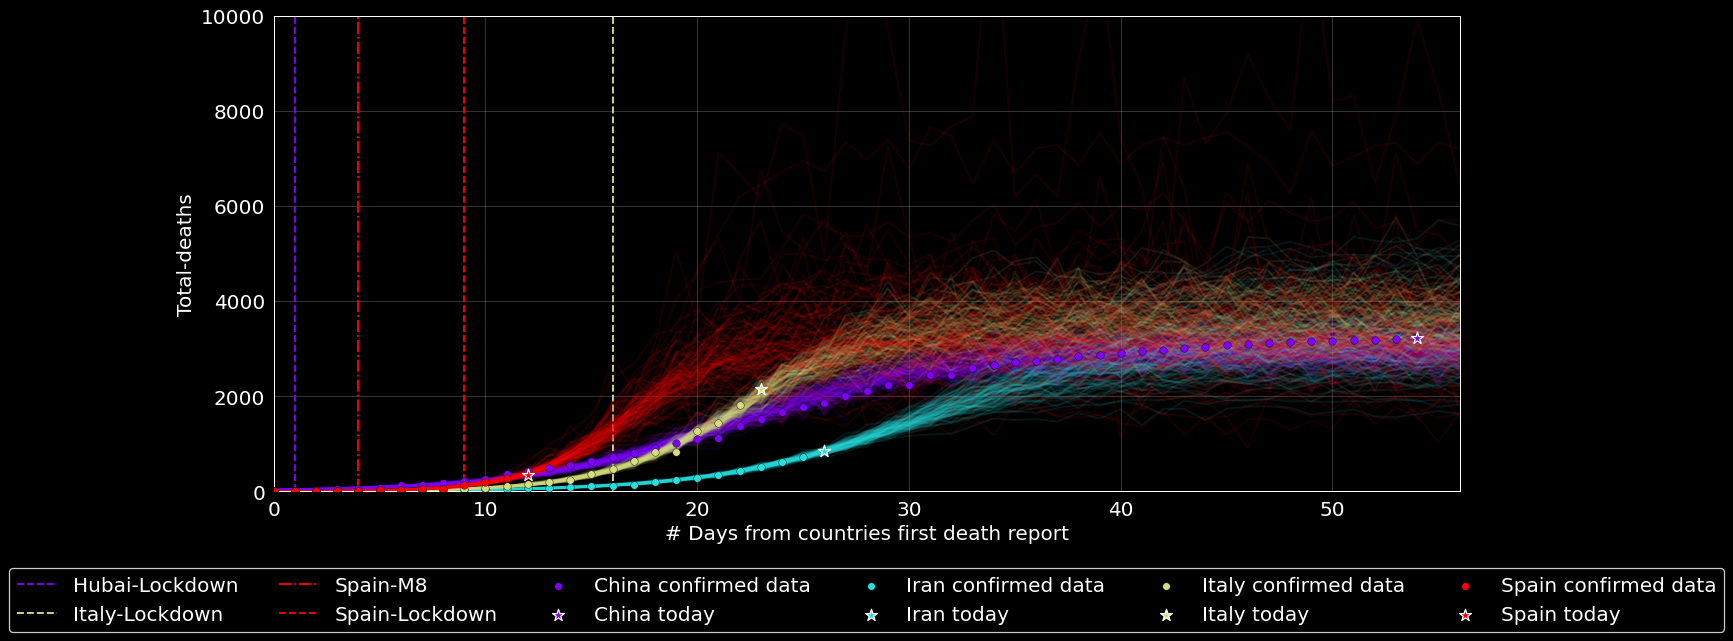 10000
8000
6000
4000
2000
0
Total-deaths
0 10 20 30 40 50
# Days from countries first death report
Hubai-Lockdown Spain-M8 China confirmed data Iran confirmed data Italy confirmed data Spain confirmed data
Italy-Lockdown Spain-Lockdown China today Iran today Italy today Spain today